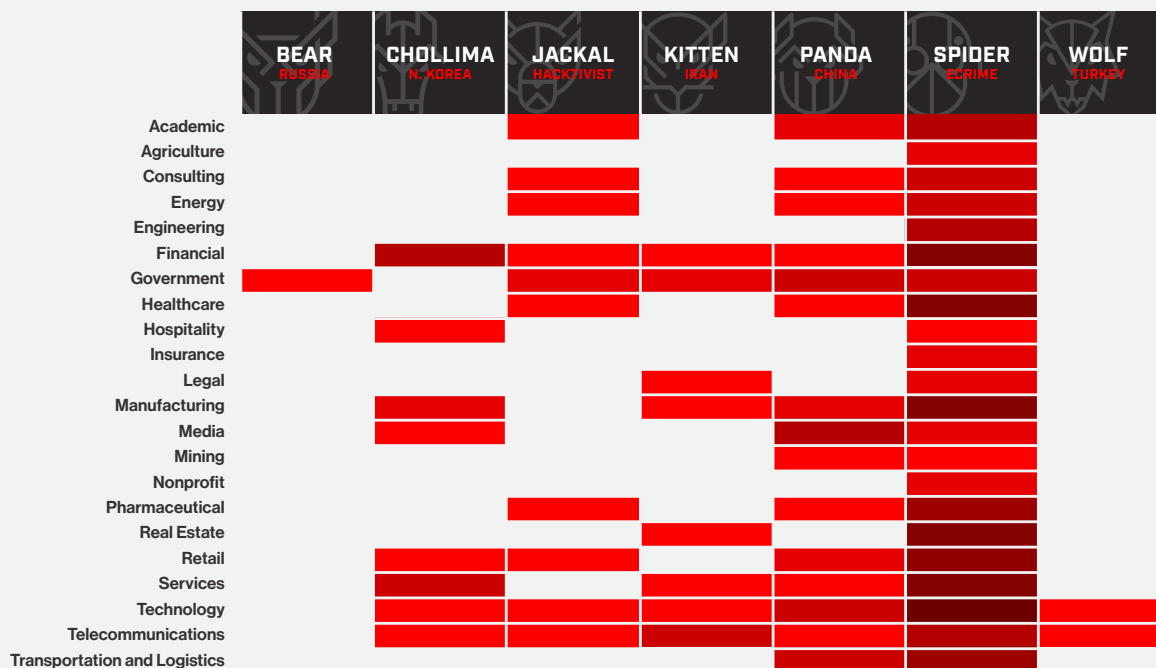 BEAR
RUSSIA
CHOLLIMA
N. KOREA
JACKAL
HACKTIVIST
KITTEN
IRAN
PANDA
CHINA
SPIDER
ECRIME
WOLF
TURKEY
Academic
Agriculture
Consulting
Energy
Engineering
Financial
Government
Healthcare
Hospitality
Insurance
Legal
Manufacturing
Media
Mining
Nonprofit
Pharmaceutical
Real Estate
Retail
Services
Technology
Telecommunications
Transportation and Logistics